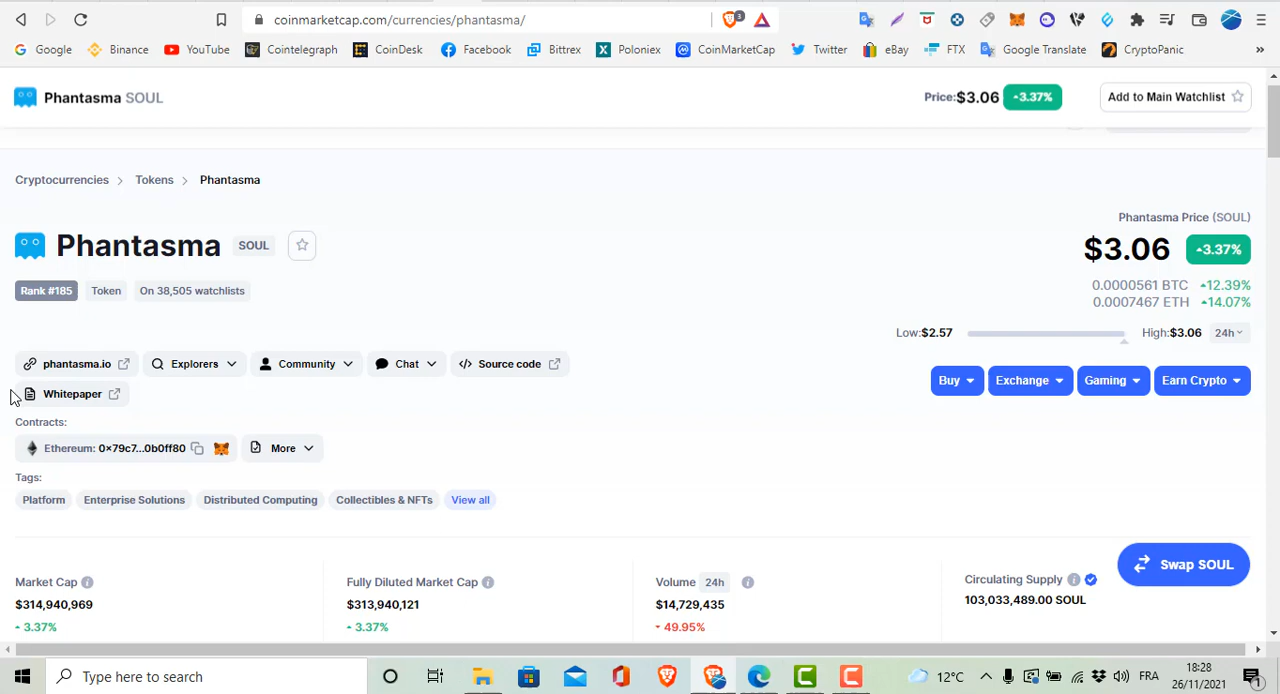 coinmarketcap.com/currencies/phantasma/ 3
Google Binance YouTube Cointelegraph CoinDesk Facebook Bittrex Poloniex CoinMarketCap Twitter eBay FTX Google Translate CryptoPanic »
Phantasma SOUL Price:$3.06 3.37% Add to Main Watchlist
Cryptocurrencies > Tokens > Phantasma
Phantasma SOUL
Phantasma Price (SOUL)
$3.06 3.37%
Rank #185 Token On 38,505 watchlists
0.0000561 BTC 12.39%
0.0007467 ETH 14.07%
Low:$2.57 High:$3.06 24h
phantasma.io Explorers Community Chat Source code
Buy Exchange Gaming Earn Crypto
Whitepaper
Contracts:
Ethereum: 0x79c7...0b0ff80 More
Tags:
Platform Enterprise Solutions Distributed Computing Collectibles & NFTs View all
Swap SOUL
Market Cap Fully Diluted Market Cap Volume 24h Circulating Supply
$314,940,969 $313,940,121 $14,729,435 103,033,489.00 SOUL
3.37% 3.37% 49.95%
Type here to search 12°C FRA 18:28
26/11/2021 1